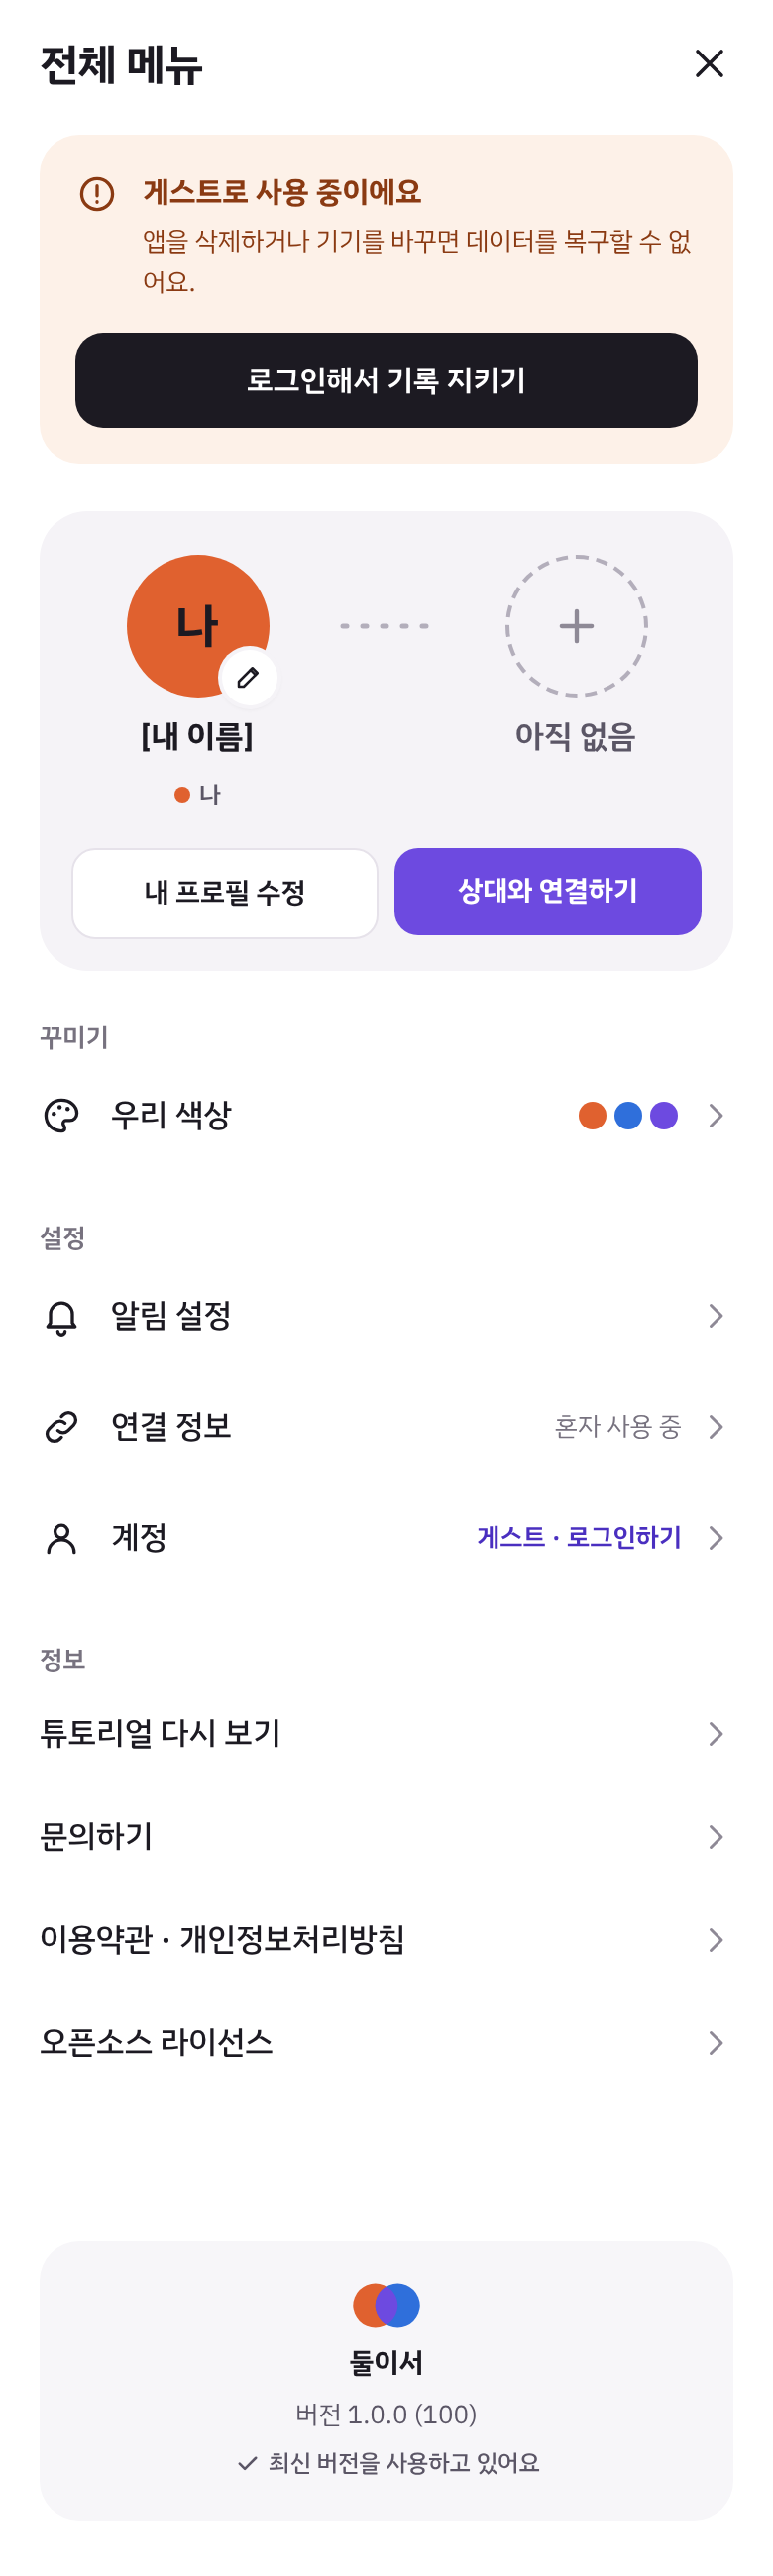 전체 메뉴
게스트로 사용 중이에요
앱을 삭제하거나 기기를 바꾸면 데이터를 복구할 수 없
어요.
로그인해서 기록 지키기
나
[내 이름]
아직 없음
나
내 프로필 수정
상대와 연결하기
꾸미기
우리 색상
설정
알림 설정
연결 정보
혼자 사용 중
계정
게스트 · 로그인하기
정보
튜토리얼 다시 보기
문의하기
이용약관 · 개인정보처리방침
오픈소스 라이선스
둘이서
버전 1.0.0 (100)
최신 버전을 사용하고 있어요